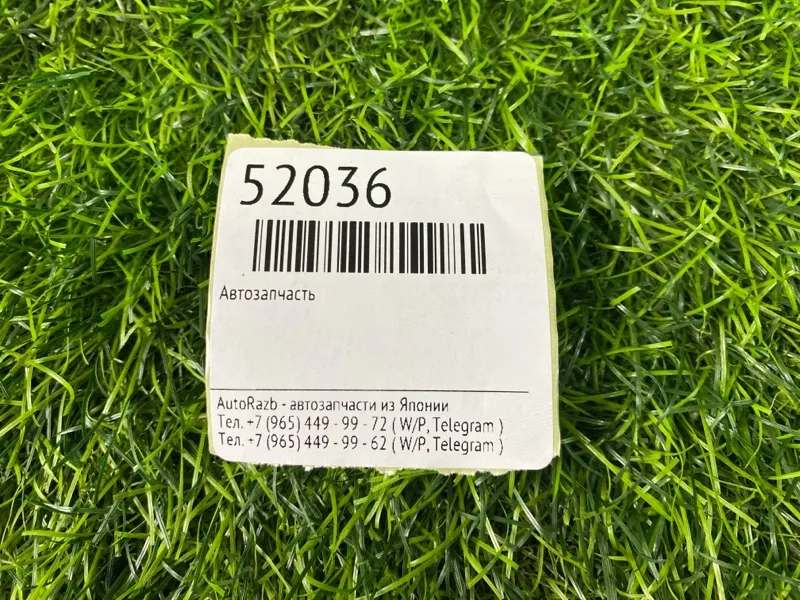 52036
Автозапчасть
AutoRazb - автозапчасти из Японии
Тел. +7 (965) 449 - 99 - 72 ( W/P, Telegram )
Тел. +7 (965) 449 - 99 - 62 ( W/P, Telegram )